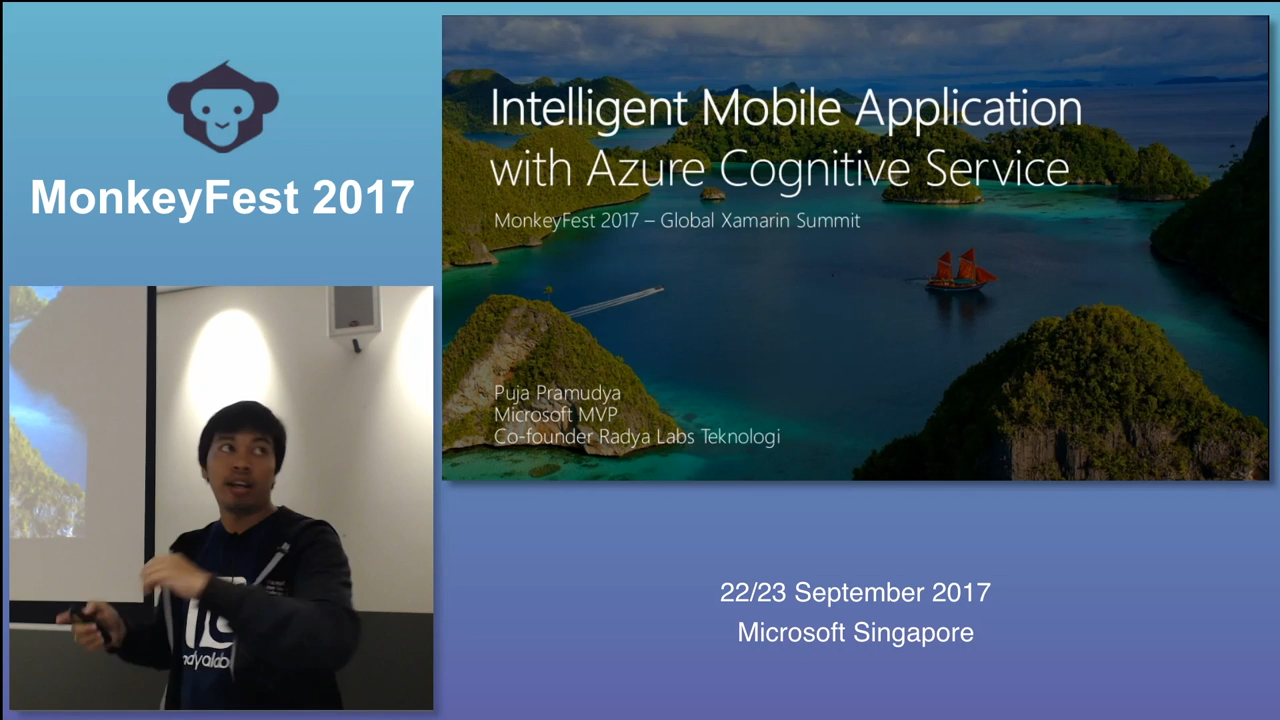 MonkeyFest 2017
Intelligent Mobile Application
with Azure Cognitive Service
MonkeyFest 2017 – Global Xamarin Summit
Puja Pramudya
Microsoft MVP
Co-founder Radya Labs Teknologi
22/23 September 2017
Microsoft Singapore